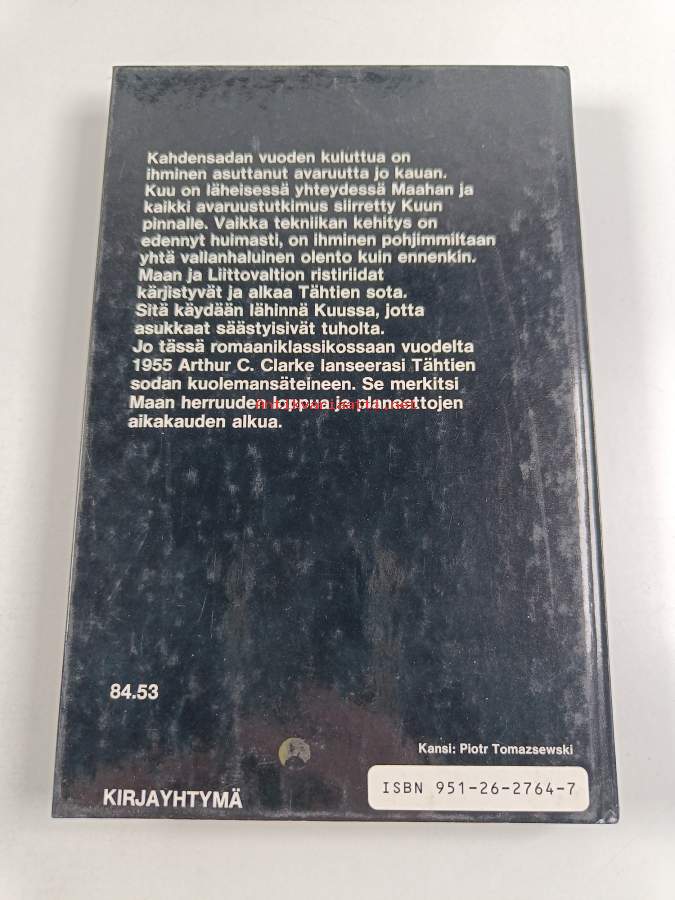 Kahdensadan vuoden kuluttua on
ihminen asuttanut avaruutta jo kauan.
Kuu on läheisessä yhteydessä Maahan ja
kaikki avaruustutkimus siirretty Kuun
pinnalle. Vaikka tekniikan kehitys on
edennyt huimasti, on ihminen pohjimmiltaan
yhtä vallanhaluinen olento kuin ennenkin.
Maan ja Liittovaltion ristiriidat
kärjistyvät ja alkaa Tähtien sota.
Sitä käydään lähinnä Kuussa, jotta
asukkaat säästyisivät tuholta.
Jo tässä romaaniklassikossaan vuodelta
1955 Arthur C. Clarke lanseerasi Tähtien
sodan kuolemansäteineen. Se merkitsi
Maan herruuden loppua ja planeettojen
aikakauden alkua.
84.53
Kansi: Piotr Tomazsewski
ISBN 951-26-2764-7
KIRJAYHTYMÄ